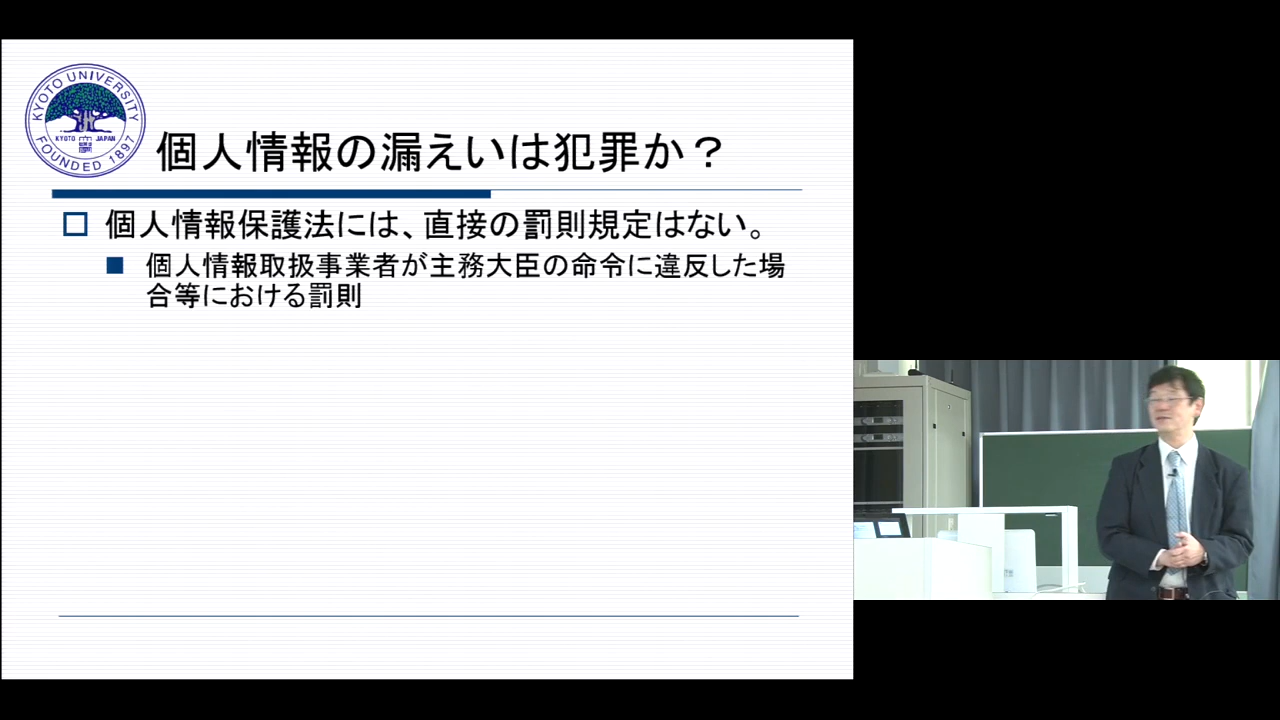 KYOTO UNIVERSITY
KYOTO JAPAN
FOUNDED 1897
個人情報の漏えいは犯罪か？
個人情報保護法には、直接の罰則規定はない。
個人情報取扱事業者が主務大臣の命令に違反した場
合等における罰則